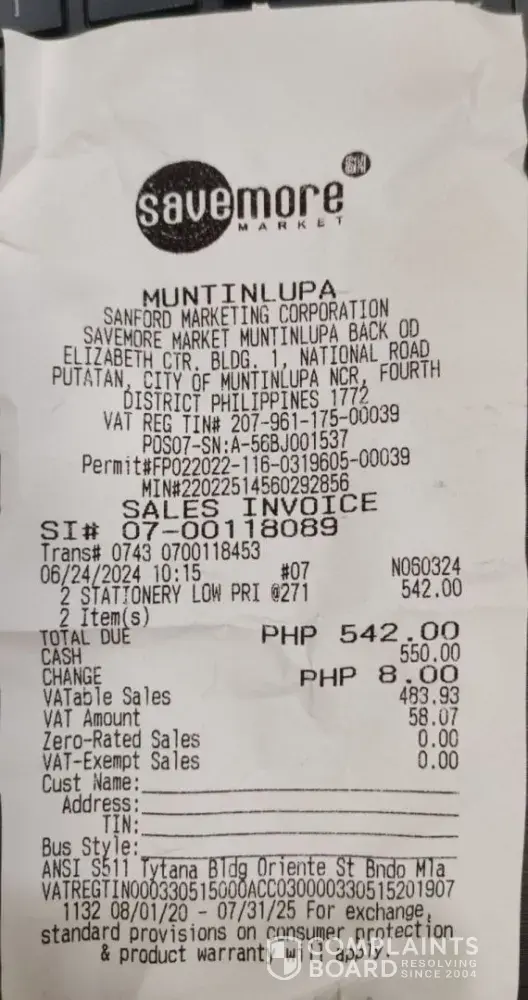 SM
savemore
MARKET
MUNTINLUPA
SANFORD MARKETING CORPORATION
SAVEMORE MARKET MUNTINLUPA BACK OD
ELIZABETH CTR. BLDG. 1, NATIONAL ROAD
PUTATAN, CITY OF MUNTINLUPA NCR, FOURTH
DISTRICT PHILIPPINES 1772
VAT REG TIN# 207-961-175-00039
POS07-SN:A-56BJ001537
Permit#FP022022-116-0319605-00039
MIN#22022514560292856
SALES INVOICE
SI# 07-00118089
Trans# 0743 0700118453
06/24/2024 10:15 #07 N060324
2 STATIONERY LOW PRI @271 542.00
2 Item(s)
TOTAL DUE PHP 542.00
CASH 550.00
CHANGE PHP 8.00
VATable Sales 483.93
VAT Amount 58.07
Zero-Rated Sales 0.00
VAT-Exempt Sales 0.00
Cust Name:
Address:
TIN:
Bus Style:
ANSI S511 Tytana Bldg Oriente St Bndo Mla
VATREGTIN000330515000ACC030000330515201907
1132 08/01/20 - 07/31/25 For exchange,
standard provisions on consumer protection
& product warranty will apply.
COMPLAINTS
BOARD RESOLVING
SINCE 2004